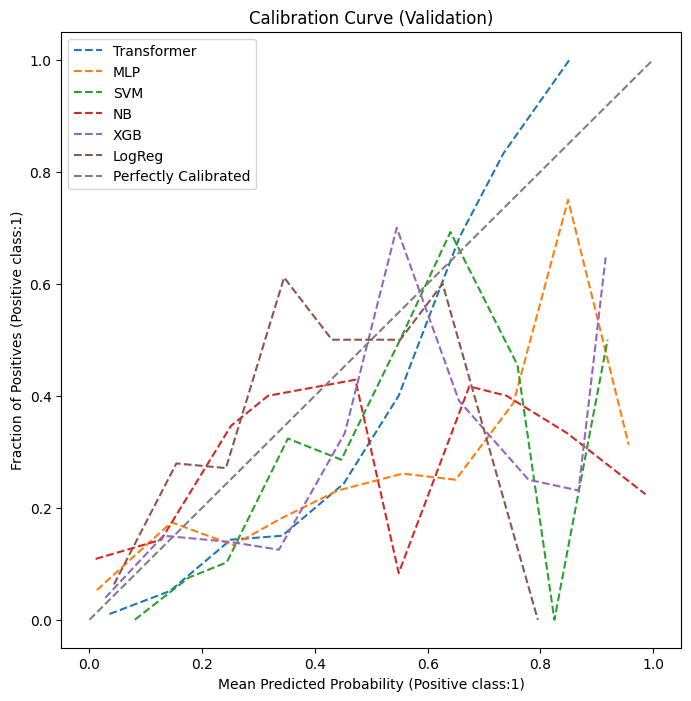 Calibration Curve (Validation)
Transformer
MLP
SVM
NB
XGB
LogReg
Perfectly Calibrated
Fraction of Positives (Positive class:1)
1.0
0.8
0.6
0.4
0.2
0.0
0.0 0.2 0.4 0.6 0.8 1.0
Mean Predicted Probability (Positive class:1)